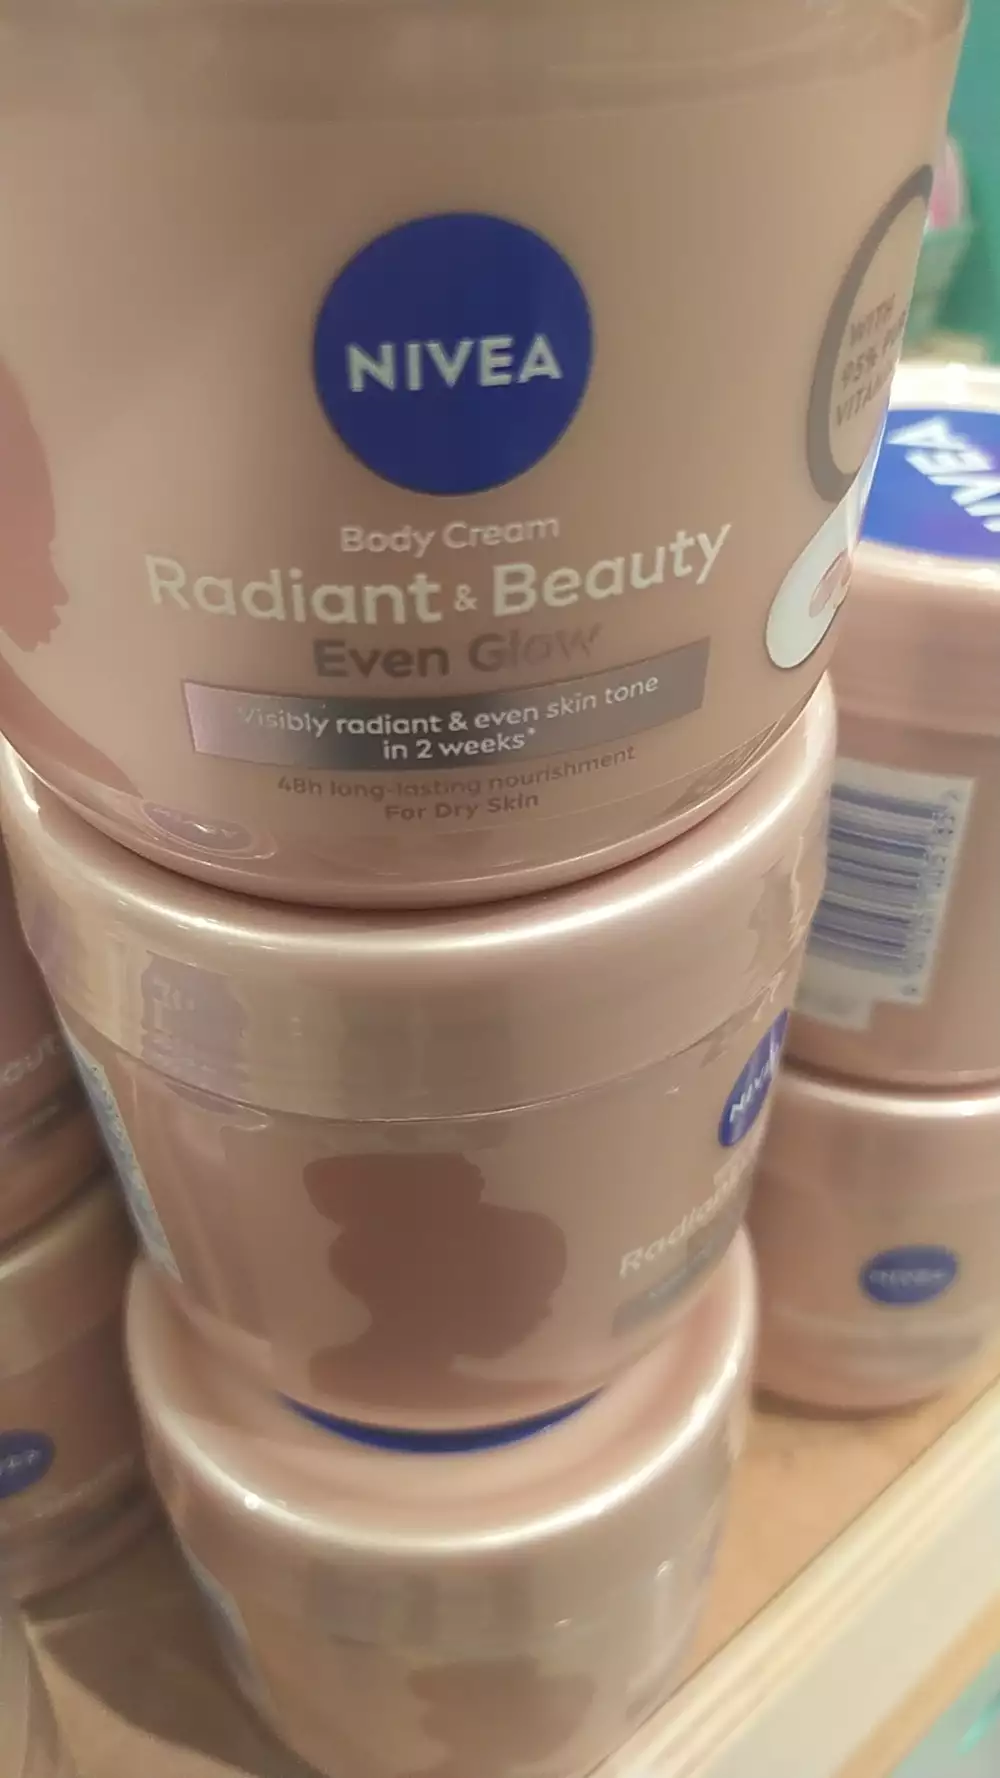 NIVEA
Body Cream
Radiant & Beauty
Even Glow
Visibly radiant & even skin tone
in 2 weeks*
48h long-lasting nourishment
For Dry Skin
WITH
95%
NIVEA
NIVEA